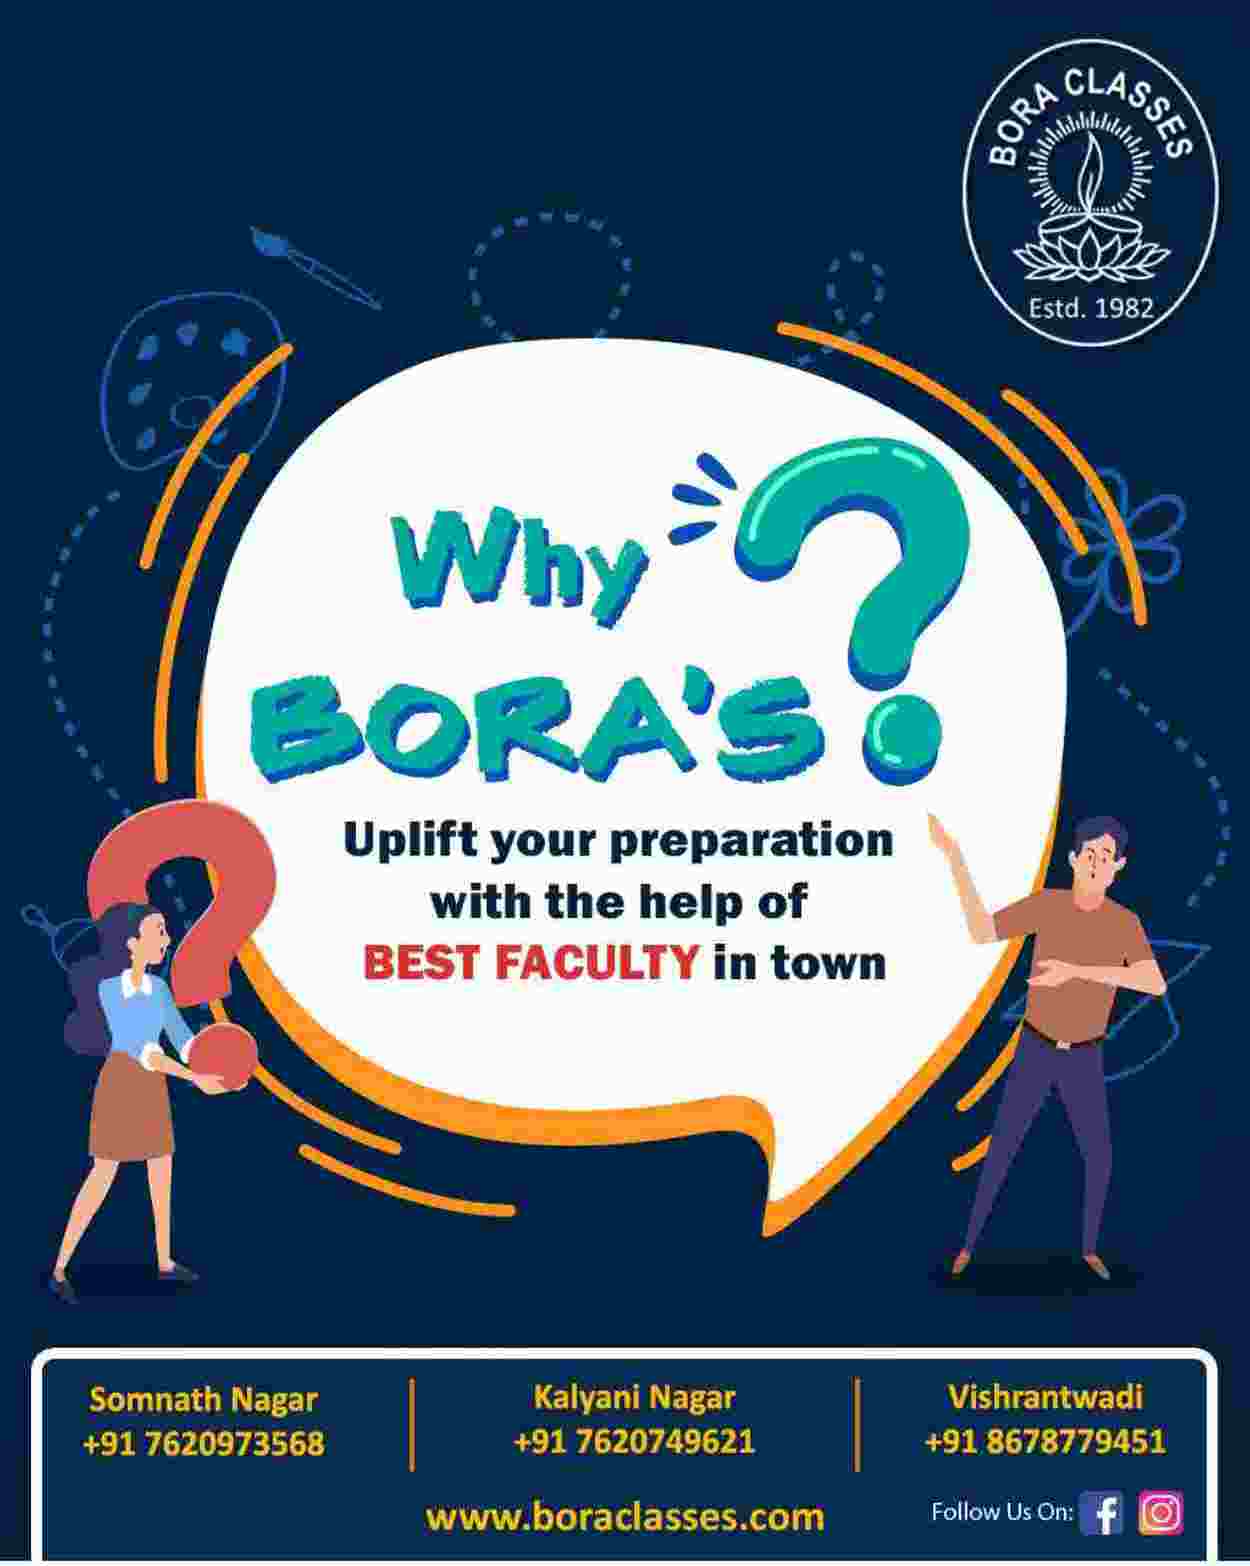 BORA CLASSES
Estd. 1982
Why
BORA'S?
Uplift your preparation
with the help of
BEST FACULTY in town
Somnath Nagar
+91 7620973568
Kalyani Nagar
+91 7620749621
Vishrantwadi
+91 8678779451
www.boraclasses.com
Follow Us On: